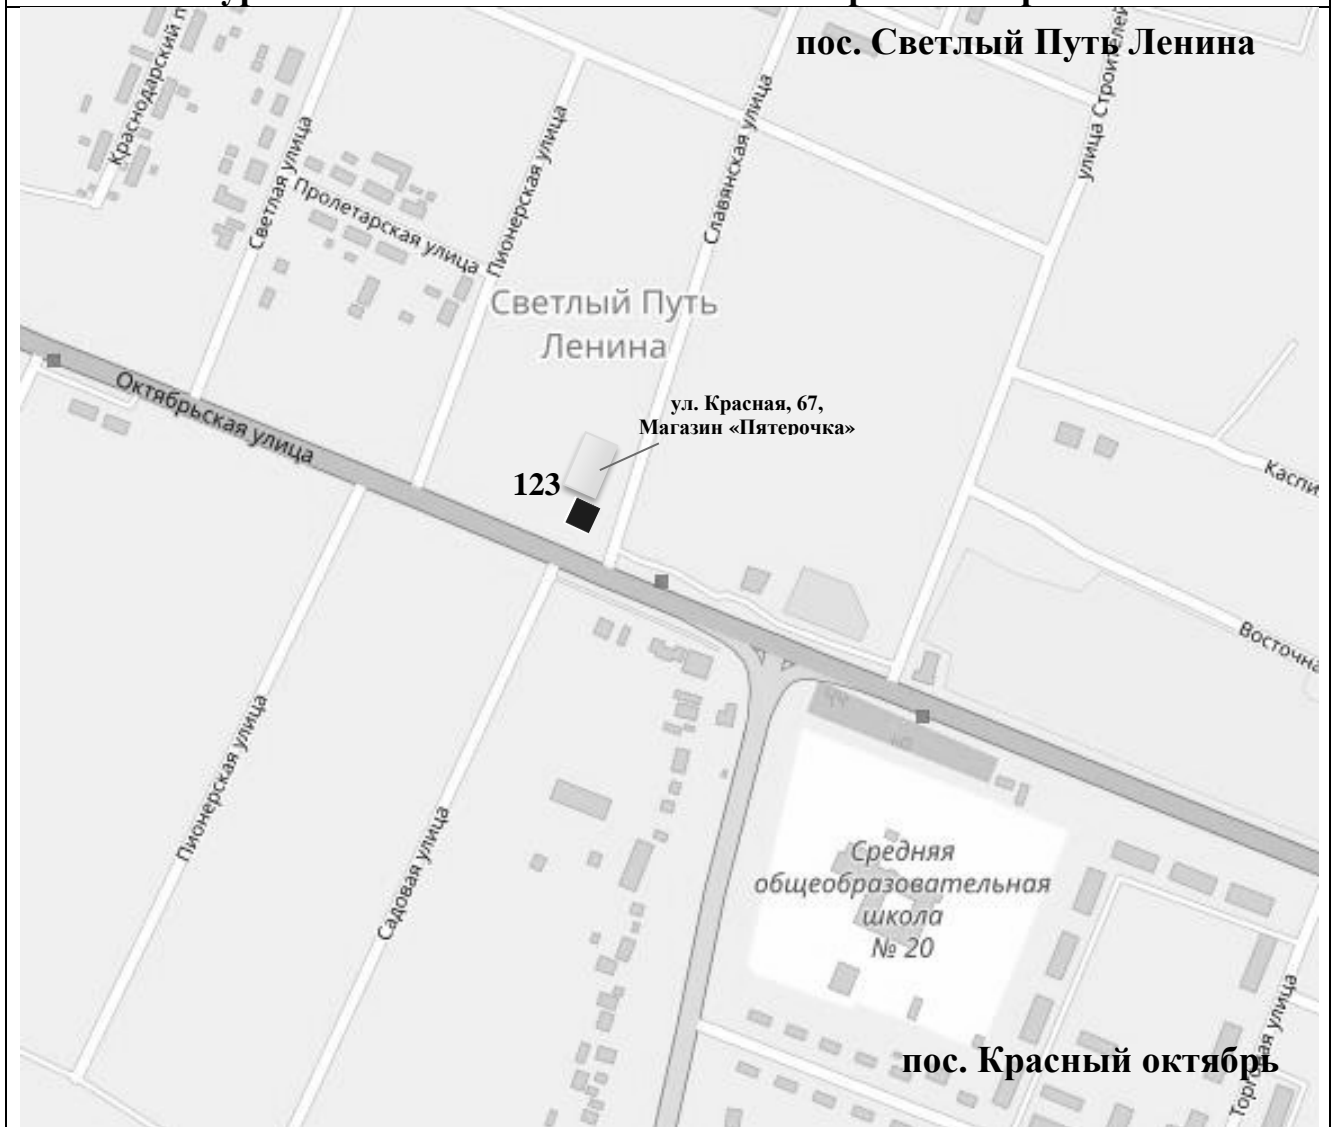 пос. Светлый Путь Ленина
Краснодарский п
Светлая улица
Пролетарская улица
Пионерская улица
Славянская улица
улица Строителей
Светлый Путь
Ленина
Октябрьская улица
ул. Красная, 67,
Магазин «Пятерочка»
123
Каспи
Восточна
Пионерская улица
Садовая улица
Средняя
общеобразовательная
школа
№ 20
пос. Красный октябрь
Торговая улица